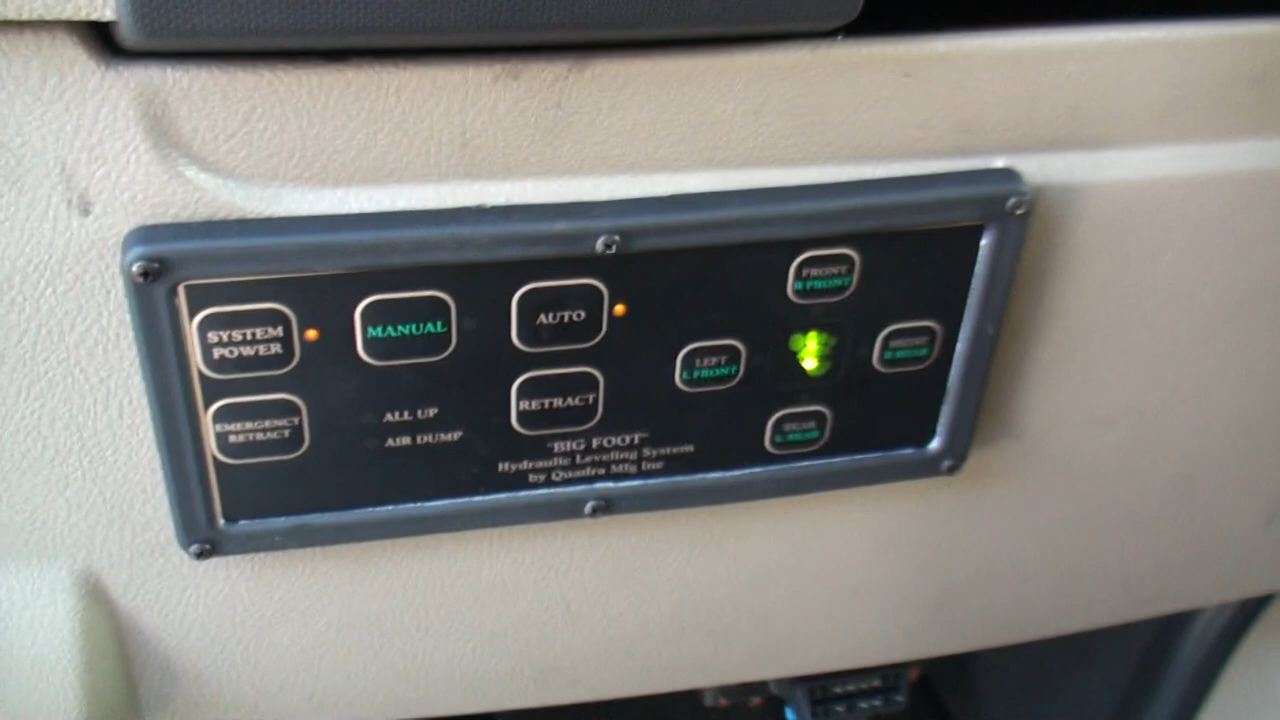 SYSTEM
POWER
MANUAL
AUTO
FRONT
R FRONT
LEFT
L FRONT
EMERGENCY
RETRACT
ALL UP
AIR DUMP
RETRACT
REAR
"BIG FOOT"
Hydraulic Leveling System
by Quadra Mfg Inc